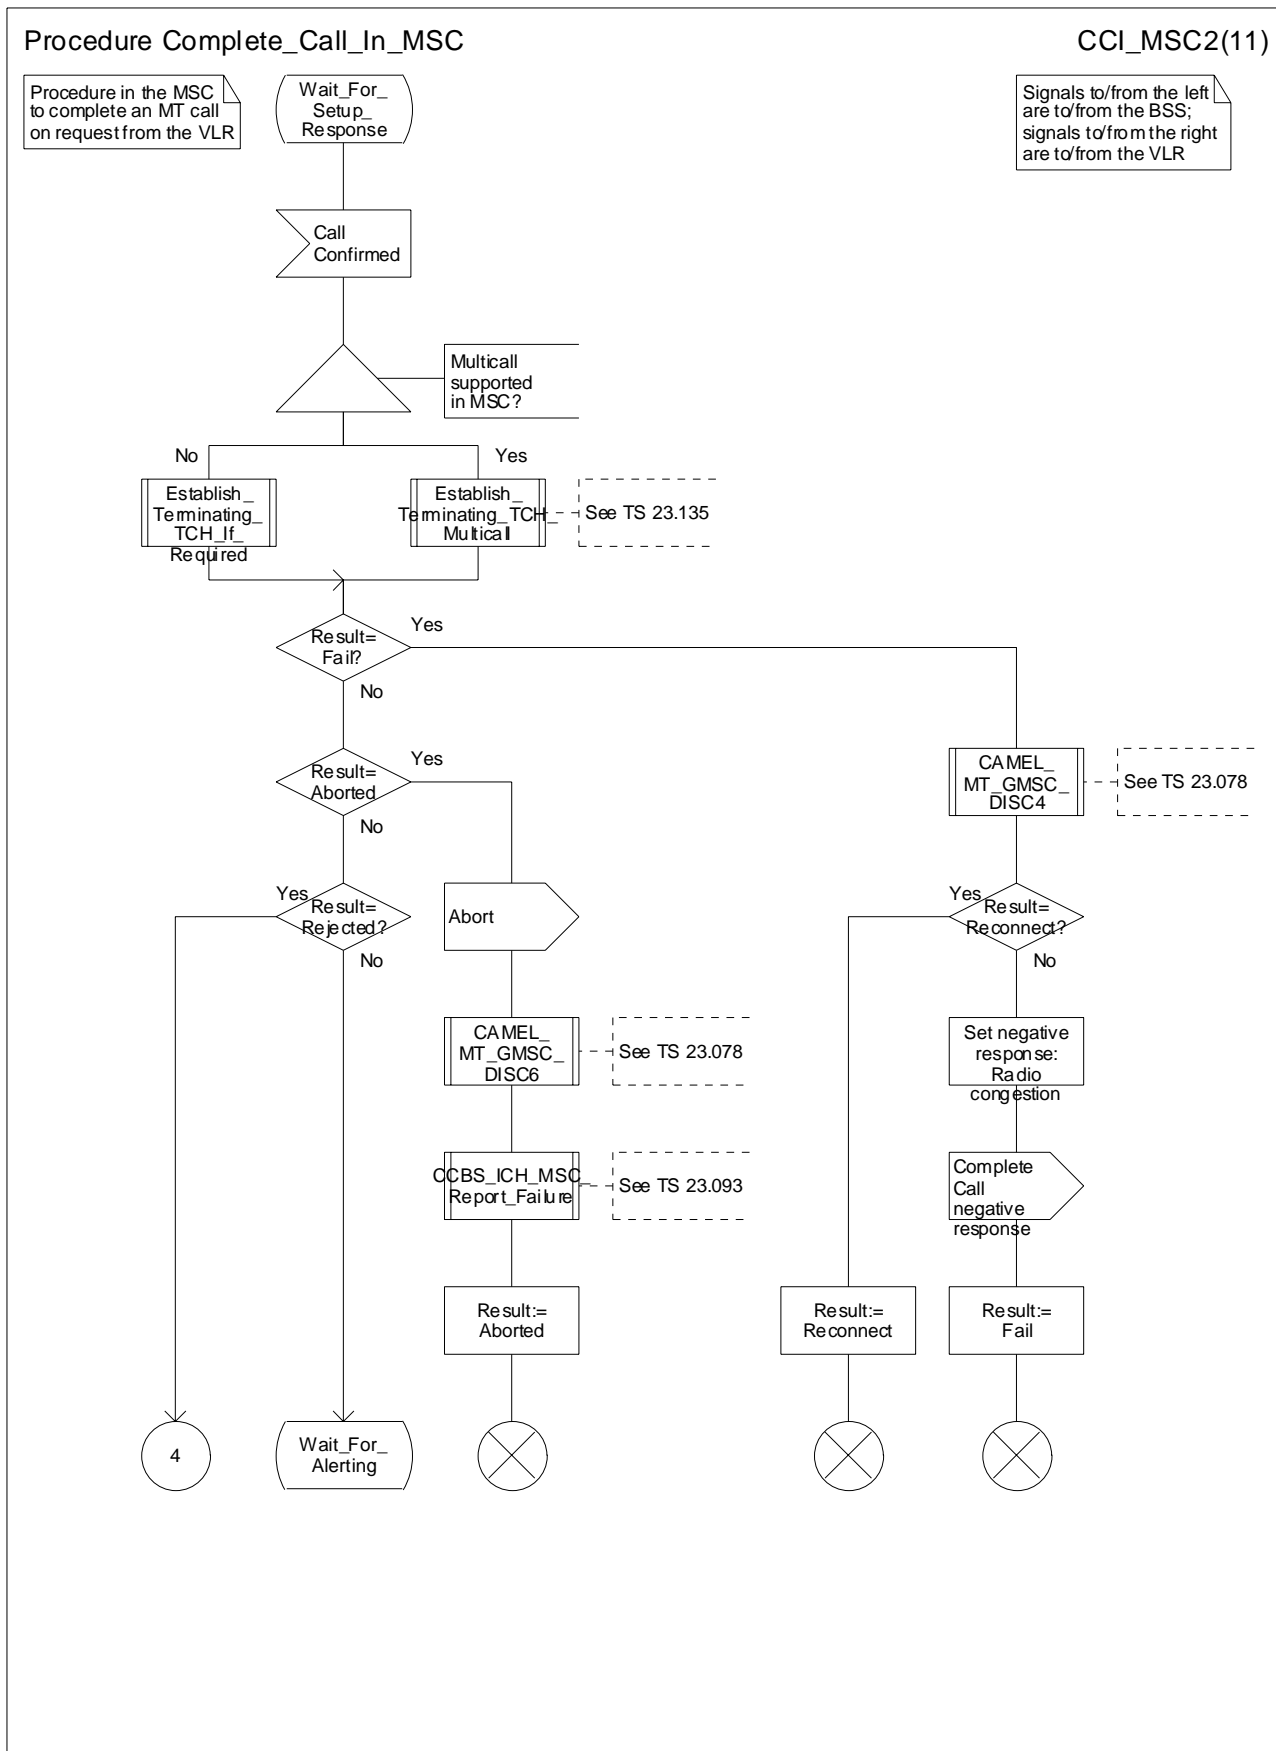 Procedure Complete_Call_In_MSC
CCI_MSC2(11)
Procedure in the MSC
to complete an MT call
on request from the VLR
Wait_For_
Setup_
Response
Signals to/from the left
are to/from the BSS;
signals to/from the right
are to/from the VLR
Call
Confirmed
Multicall
supported
in MSC?
No
Yes
Establish_
Terminating_
TCH_If_
Required
Establish_
Terminating_TCH_
Multicall
See TS 23.135
Result=
Fail?
Yes
No
Result=
Aborted
Yes
No
CAMEL_
MT_GMSC_
DISC4
See TS 23.078
Yes
Result=
Rejected?
No
Abort
Yes
Result=
Reconnect?
No
CAMEL_
MT_GMSC_
DISC6
See TS 23.078
Set negative
response:
Radio
congestion
CCBS_ICH_MSC_
Report_Failure
See TS 23.093
Complete
Call
negative
response
Result:=
Aborted
Result:=
Reconnect
Result:=
Fail
4
Wait_For_
Alerting